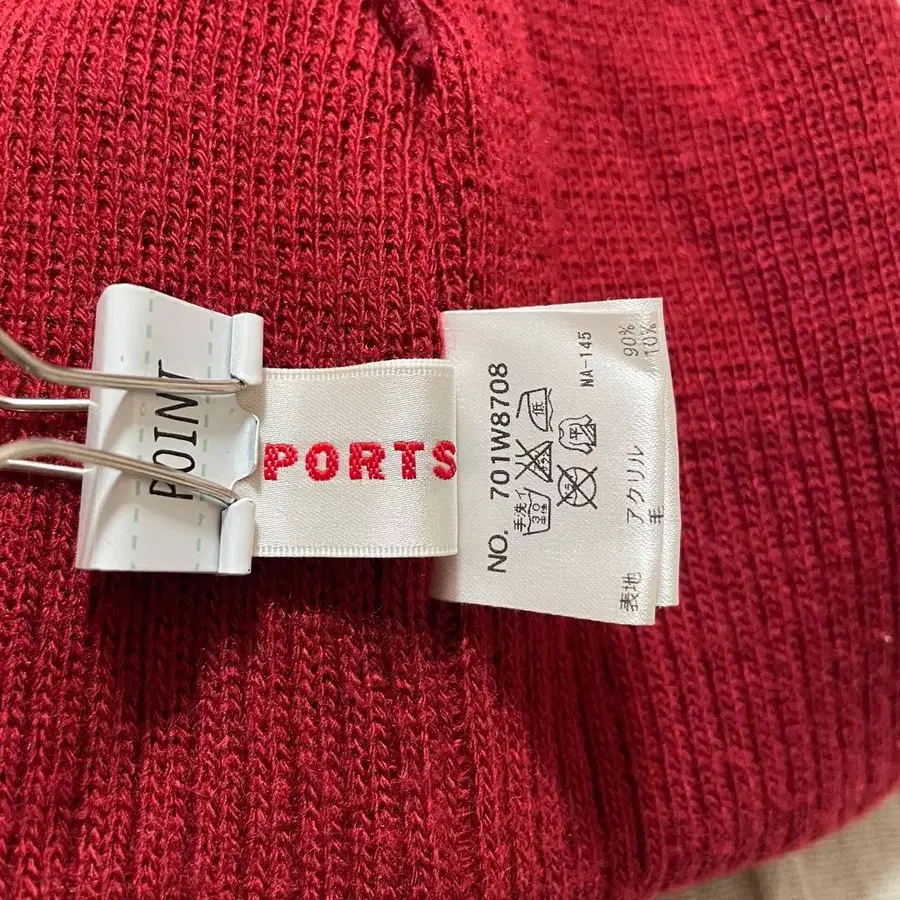 POINT
PORTS
NO. 701W8708
手洗イ
30
中性
低
NA-145
表地 アクリル 90%
毛 10%